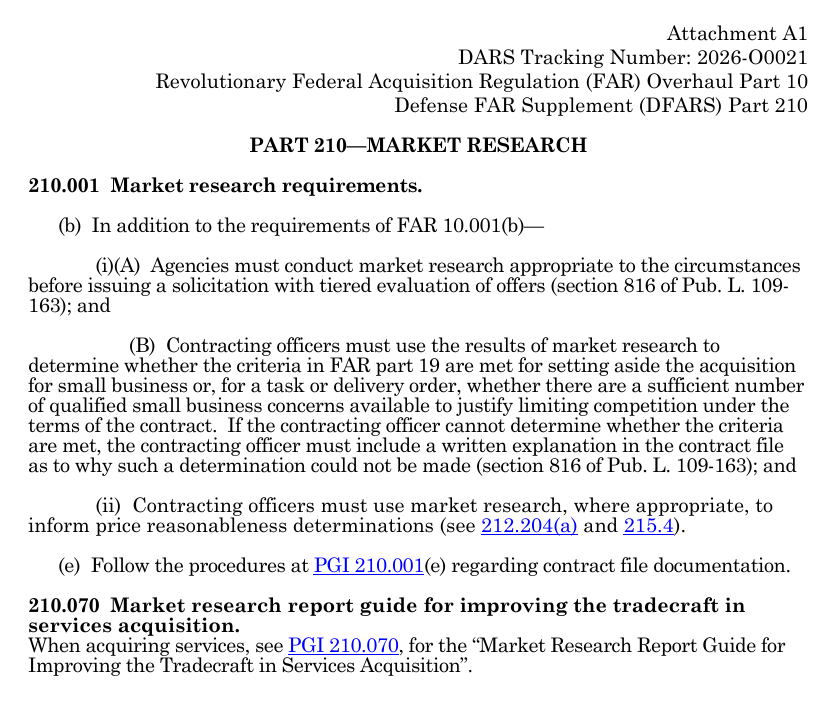 Attachment A1
DARS Tracking Number: 2026-O0021
Revolutionary Federal Acquisition Regulation (FAR) Overhaul Part 10
Defense FAR Supplement (DFARS) Part 210
PART 210—MARKET RESEARCH
210.001 Market research requirements.
(b) In addition to the requirements of FAR 10.001(b)—
(i)(A) Agencies must conduct market research appropriate to the circumstances
before issuing a solicitation with tiered evaluation of offers (section 816 of Pub. L. 109-
163); and
(B) Contracting officers must use the results of market research to
determine whether the criteria in FAR part 19 are met for setting aside the acquisition
for small business or, for a task or delivery order, whether there are a sufficient number
of qualified small business concerns available to justify limiting competition under the
terms of the contract. If the contracting officer cannot determine whether the criteria
are met, the contracting officer must include a written explanation in the contract file
as to why such a determination could not be made (section 816 of Pub. L. 109-163); and
(ii) Contracting officers must use market research, where appropriate, to
inform price reasonableness determinations (see 212.204(a) and 215.4).
(e) Follow the procedures at PGI 210.001(e) regarding contract file documentation.
210.070 Market research report guide for improving the tradecraft in
services acquisition.
When acquiring services, see PGI 210.070, for the “Market Research Report Guide for
Improving the Tradecraft in Services Acquisition”.